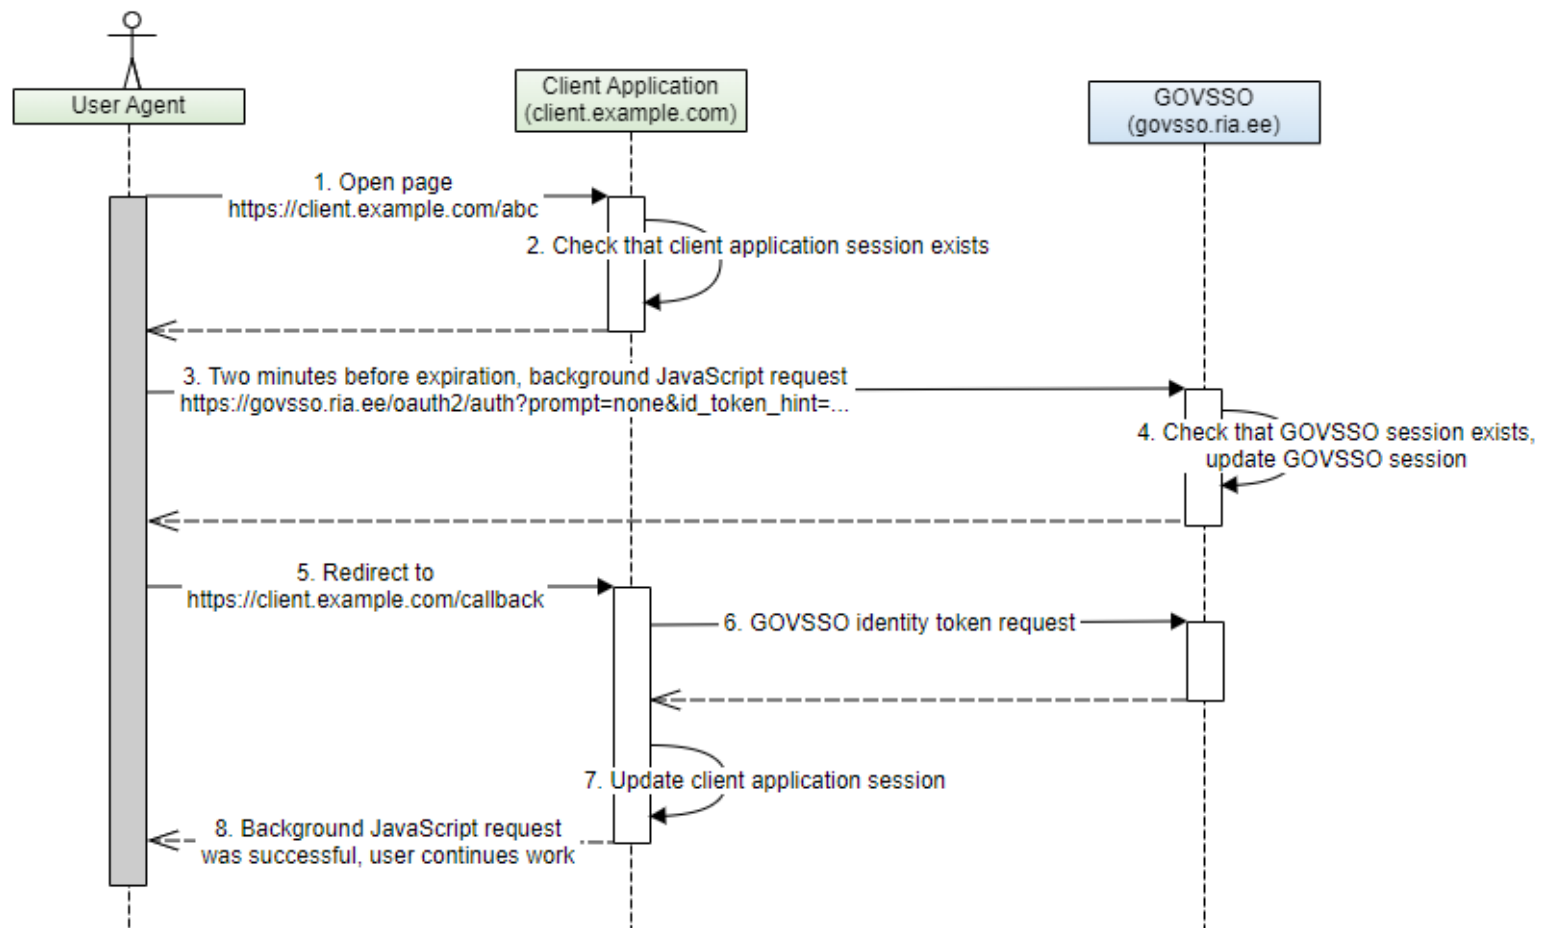 User Agent
Client Application
(client.example.com)
GOVSSO
(govsso.ria.ee)
1. Open page
https://client.example.com/abc
2. Check that client application session exists
3. Two minutes before expiration, background JavaScript request
https://govsso.ria.ee/oauth2/auth?prompt=none&id_token_hint=...
4. Check that GOVSSO session exists,
update GOVSSO session
5. Redirect to
https://client.example.com/callback
6. GOVSSO identity token request
7. Update client application session
8. Background JavaScript request
was successful, user continues work